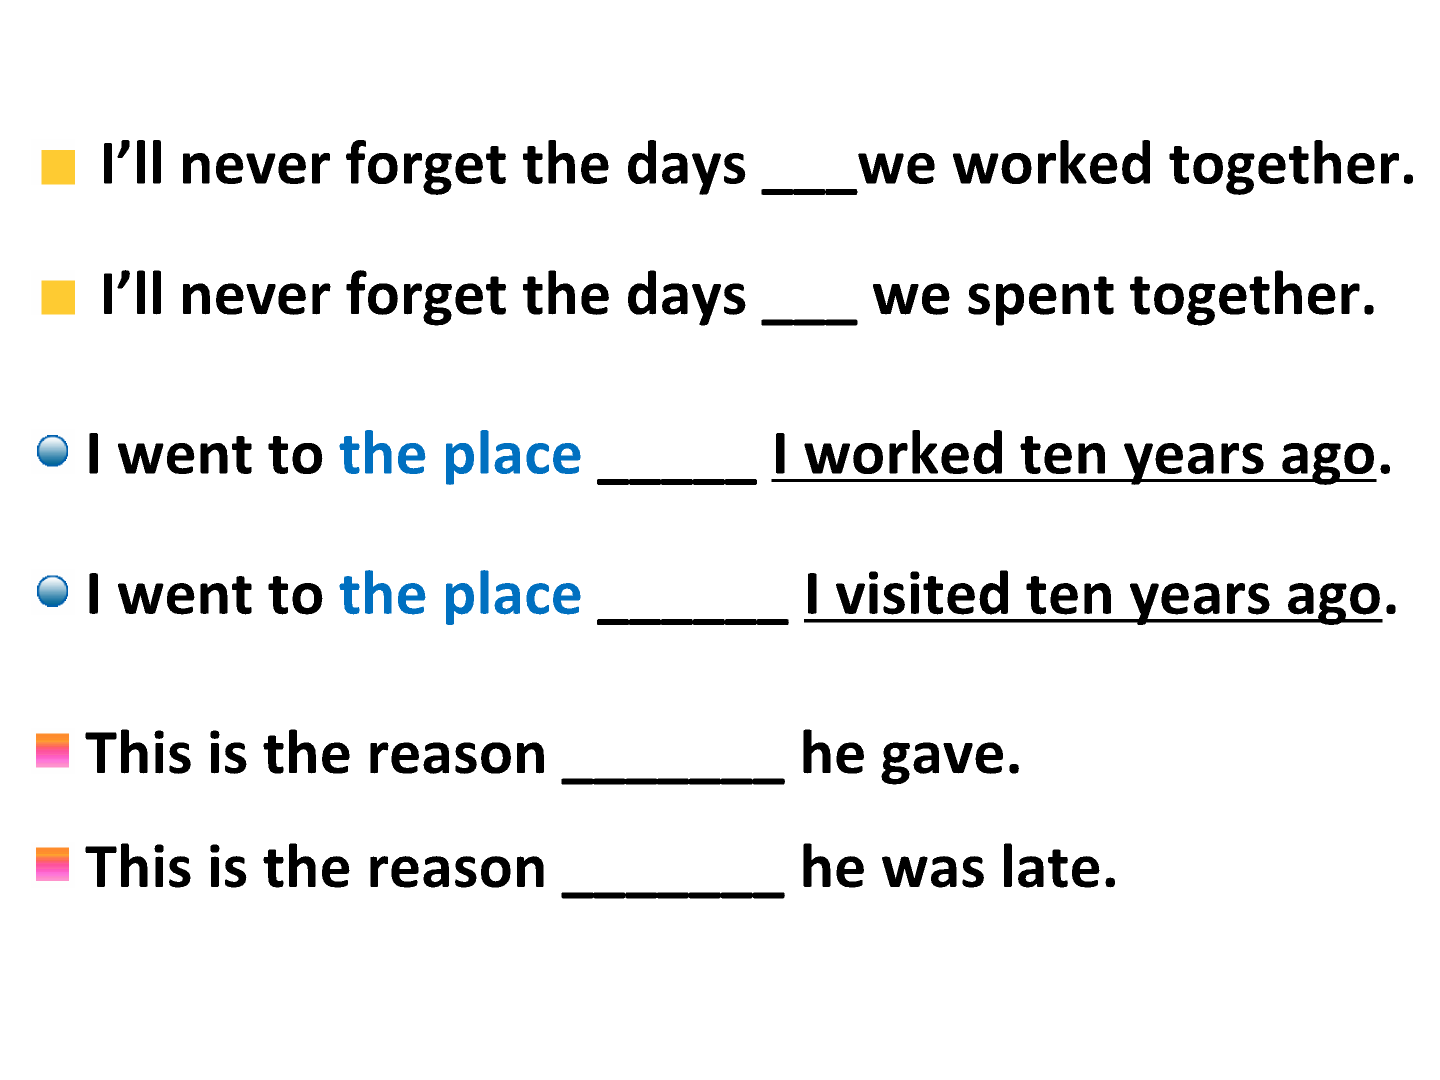 I’ll never forget the days ___we worked together.
I’ll never forget the days ___ we spent together.
I went to the place _____ I worked ten years ago.
I went to the place ______ I visited ten years ago.
This is the reason _______ he gave.
This is the reason _______ he was late.